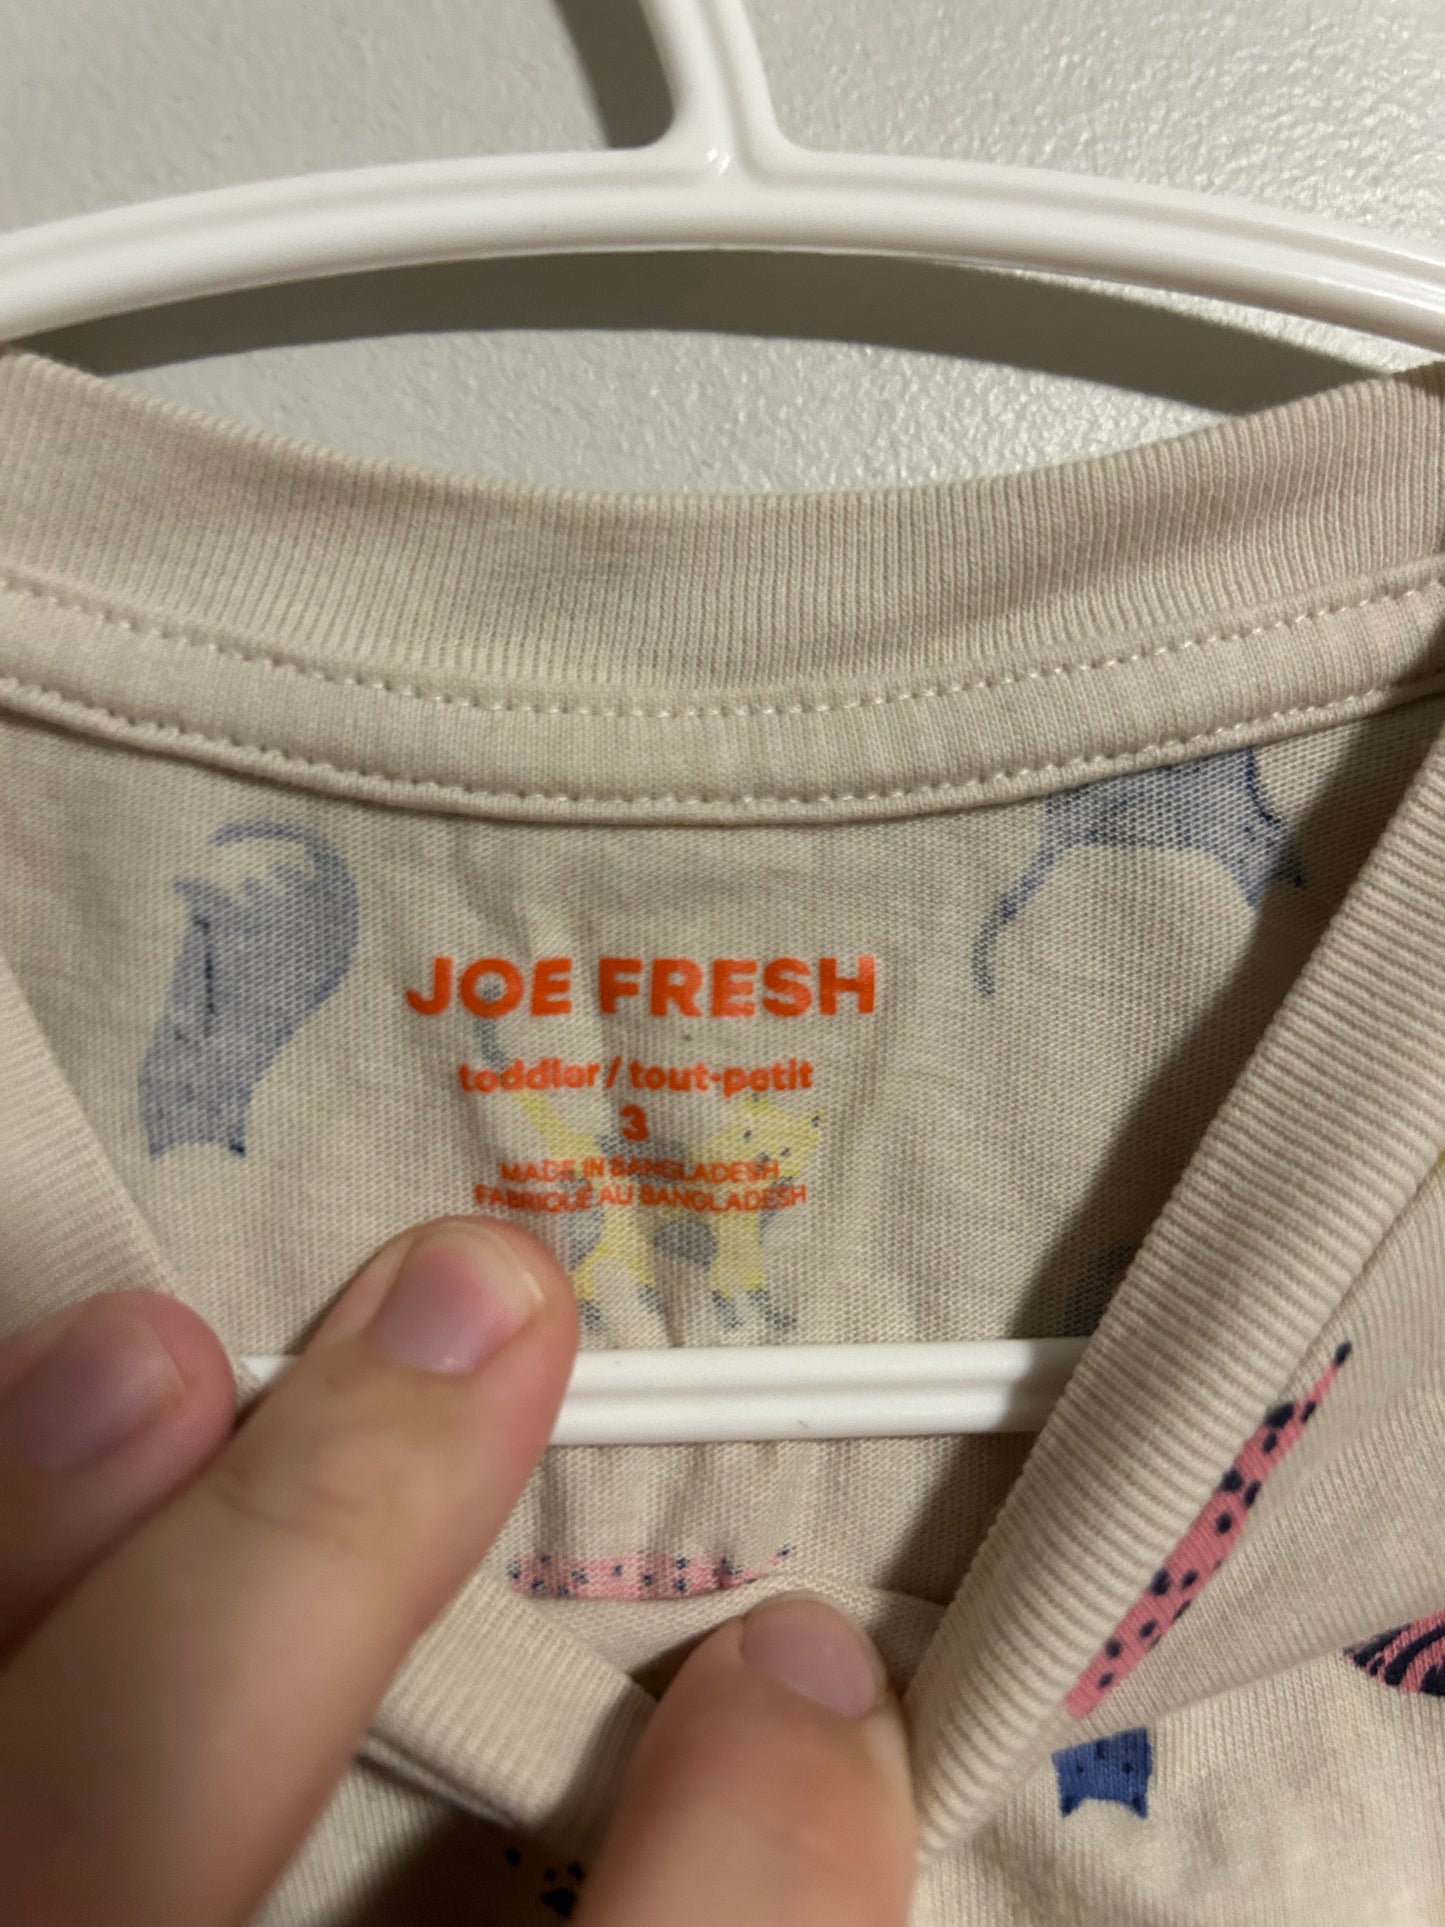 JOE FRESH
toddler / tout-petit
3
MADE IN BANGLADESH
FABRIQUÉ AU BANGLADESH